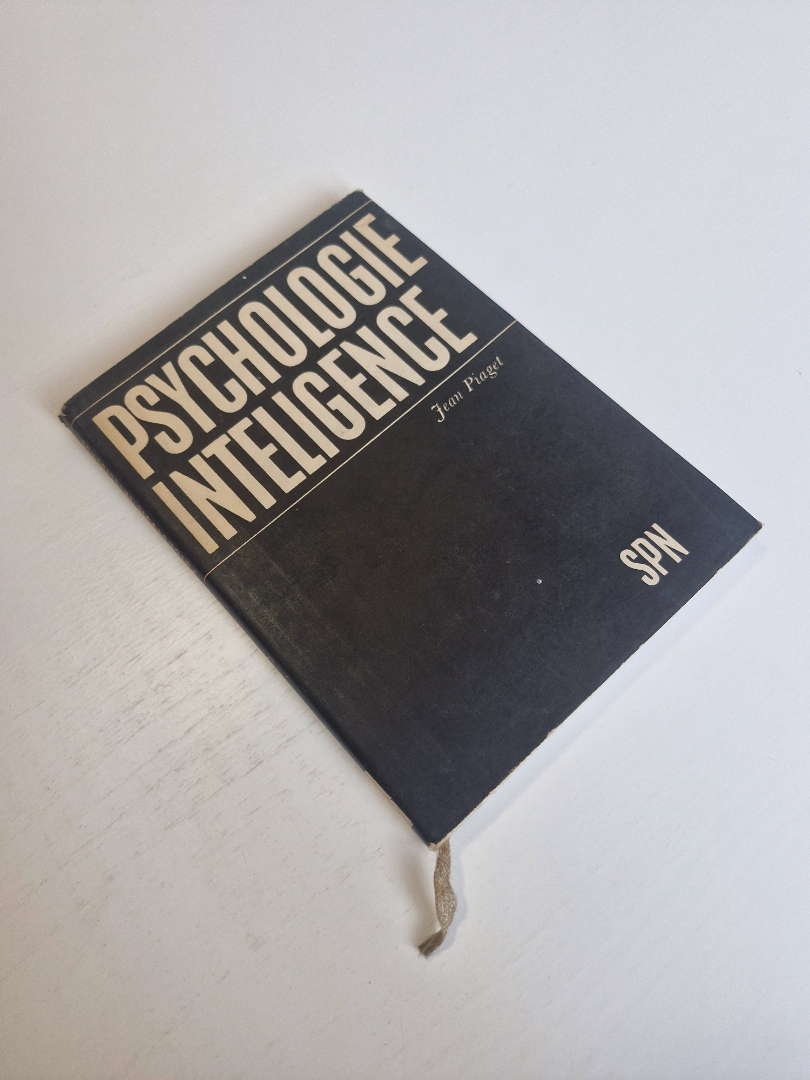 PSYCHOLOGIE
INTELIGENCE
Jean Piaget
SPN